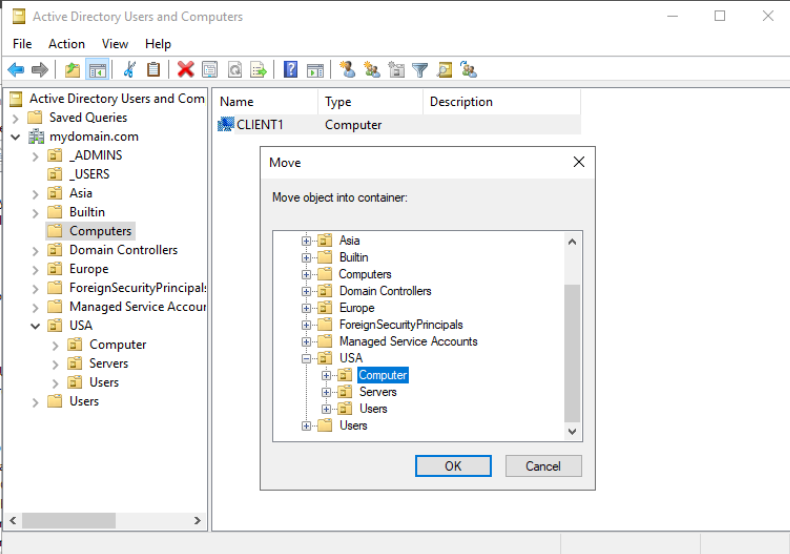 Active Directory Users and Computers
File Action View Help
Active Directory Users and Com
Saved Queries
mydomain.com
_ADMINS
_USERS
Asia
Builtin
Computers
Domain Controllers
Europe
ForeignSecurityPrincipals
Managed Service Accour
USA
Computer
Servers
Users
Users
Name Type Description
CLIENT1 Computer
Move
Move object into container:
Asia
Builtin
Computers
Domain Controllers
Europe
ForeignSecurityPrincipals
Managed Service Accounts
USA
Computer
Servers
Users
Users
OK Cancel